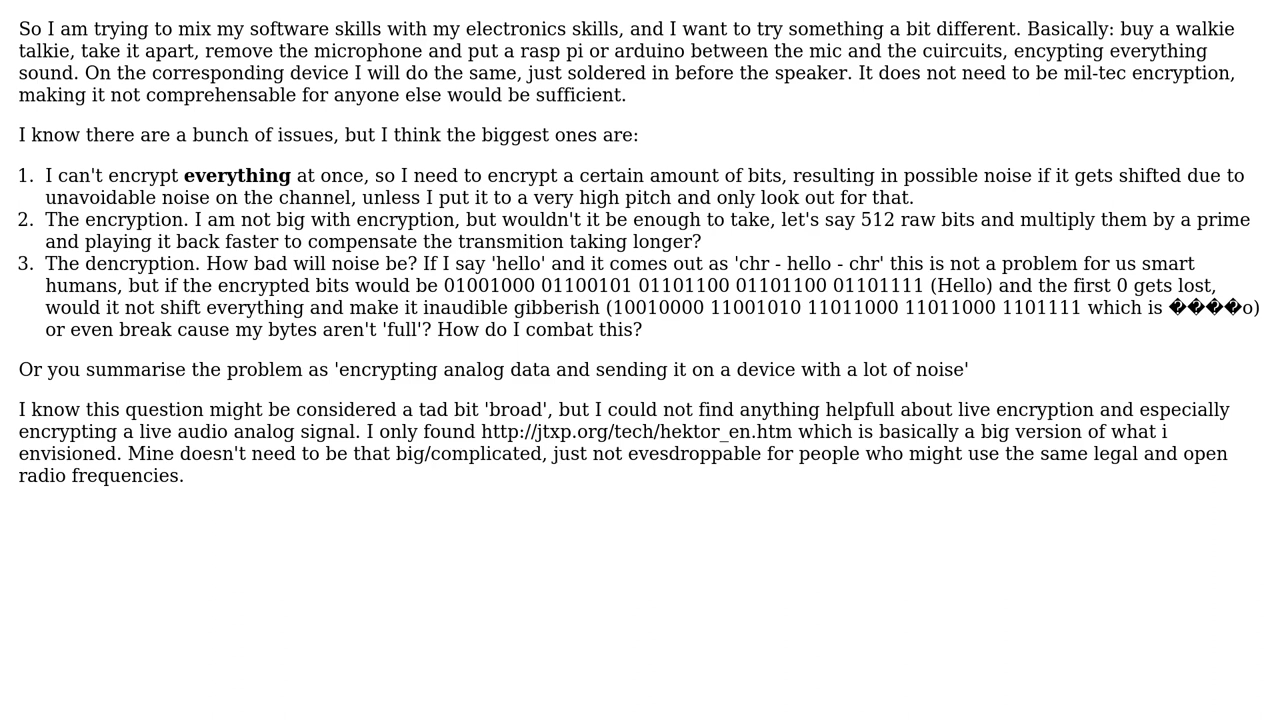 So I am trying to mix my software skills with my electronics skills, and I want to try something a bit different. Basically: buy a walkie
talkie, take it apart, remove the microphone and put a rasp pi or arduino between the mic and the cuircuits, encypting everything
sound. On the corresponding device I will do the same, just soldered in before the speaker. It does not need to be mil-tec encryption,
making it not comprehensable for anyone else would be sufficient.
I know there are a bunch of issues, but I think the biggest ones are:
1. I can't encrypt everything at once, so I need to encrypt a certain amount of bits, resulting in possible noise if it gets shifted due to
unavoidable noise on the channel, unless I put it to a very high pitch and only look out for that.
2. The encryption. I am not big with encryption, but wouldn't it be enough to take, let's say 512 raw bits and multiply them by a prime
and playing it back faster to compensate the transmition taking longer?
3. The dencryption. How bad will noise be? If I say 'hello' and it comes out as 'chr - hello - chr' this is not a problem for us smart
humans, but if the encrypted bits would be 01001000 01100101 01101100 01101100 01101111 (Hello) and the first 0 gets lost,
would it not shift everything and make it inaudible gibberish (10010000 11001010 11011000 11011000 1101111 which is ����o)
or even break cause my bytes aren't 'full'? How do I combat this?
Or you summarise the problem as 'encrypting analog data and sending it on a device with a lot of noise'
I know this question might be considered a tad bit 'broad', but I could not find anything helpfull about live encryption and especially
encrypting a live audio analog signal. I only found http://jtxp.org/tech/hektor_en.htm which is basically a big version of what i
envisioned. Mine doesn't need to be that big/complicated, just not evesdroppable for people who might use the same legal and open
radio frequencies.